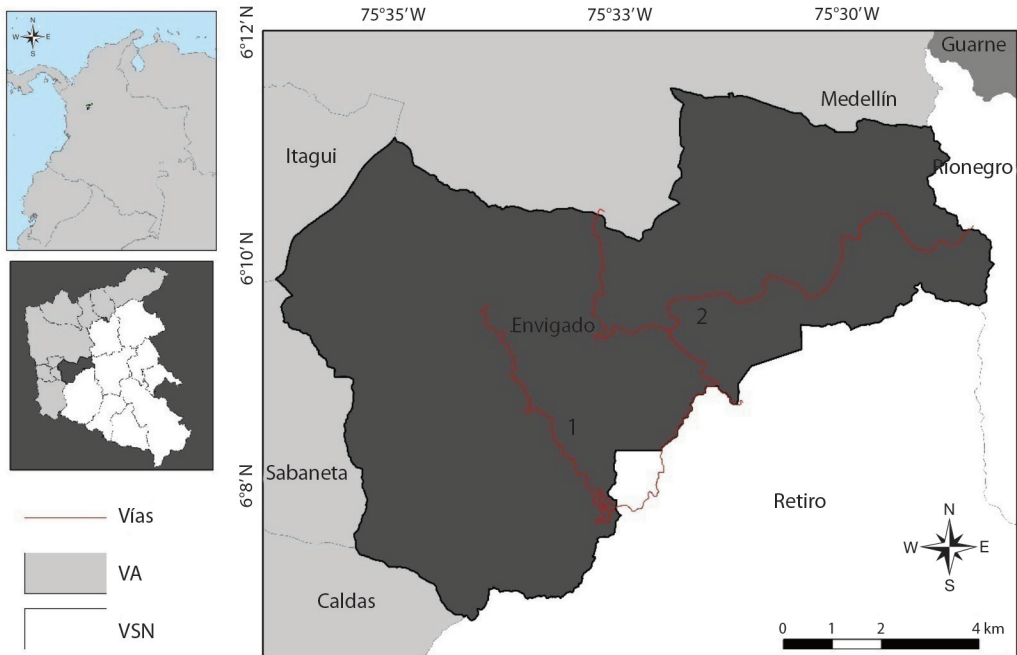 N
W E
S
75°35'W 75°33'W 75°30'W
6°12'N
6°10'N
6°8'N
Guarne
Medellín
Itagui
Rionegro
Envigado
2
1
Sabaneta
Retiro
Caldas
Vías
VA
VSN
N
W E
S
0 1 2 4 km